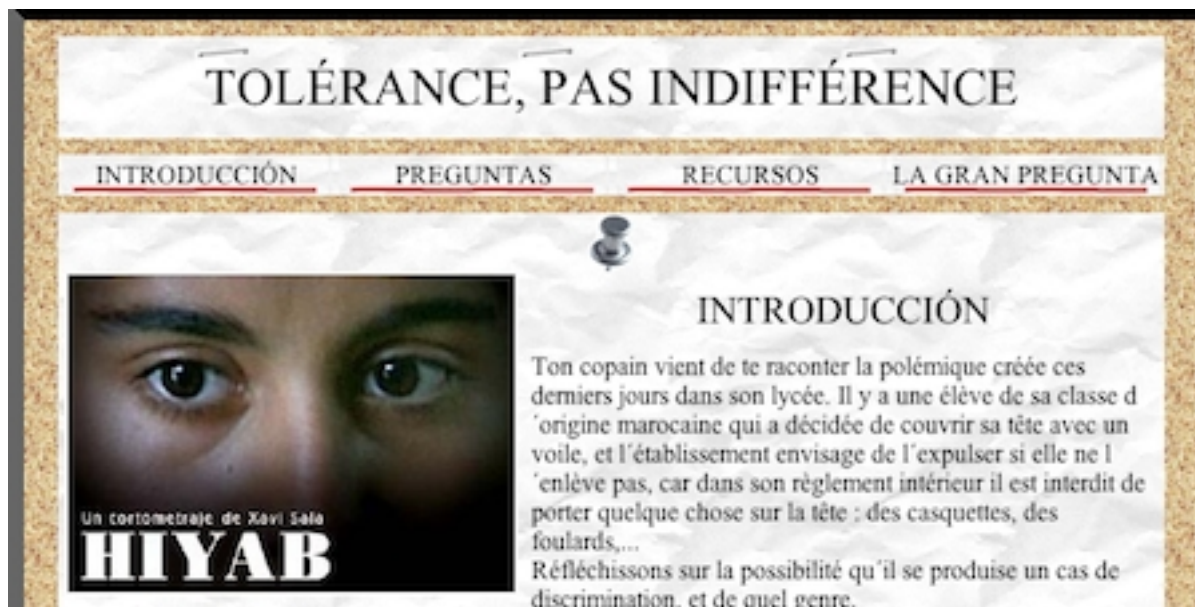 TOLÉRANCE, PAS INDIFFÉRENCE
INTRODUCCIÓN PREGUNTAS RECURSOS LA GRAN PREGUNTA
Un cortometraje de Xavi Sala
HIYAB
INTRODUCCIÓN
Ton copain vient de te raconter la polémique créée ces
derniers jours dans son lycée. Il y a une élève de sa classe d
´origine marocaine qui a décidée de couvrir sa tête avec un
voile, et l´établissement envisage de l´expulser si elle ne l
´enlève pas, car dans son règlement intérieur il est interdit de
porter quelque chose sur la tête : des casquettes, des
foulards,...
Réfléchissons sur la possibilité qu´il se produise un cas de
discrimination, et de quel genre.